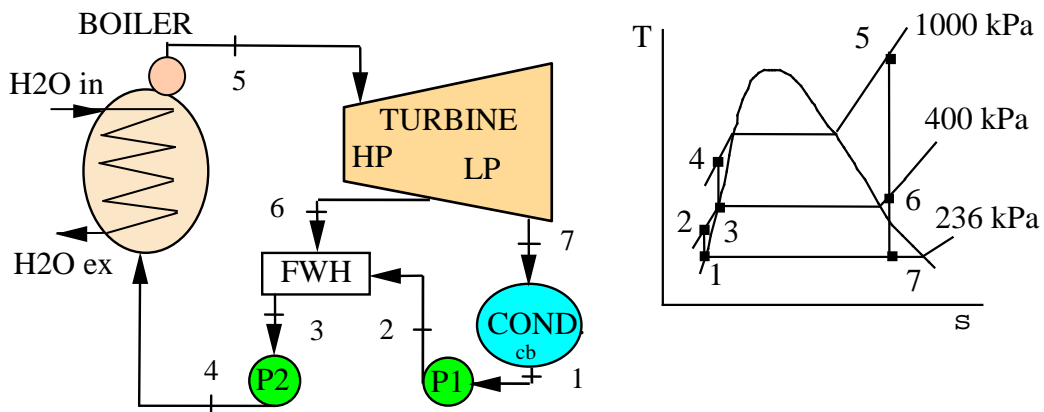 BOILER
5
H2O in
TURBINE
HP
LP
6
7
H2O ex
FWH
3
2
COND.
cb
4
P2
P1
1
T
5
1000 kPa
400 kPa
4
6
2
3
236 kPa
1
7
s